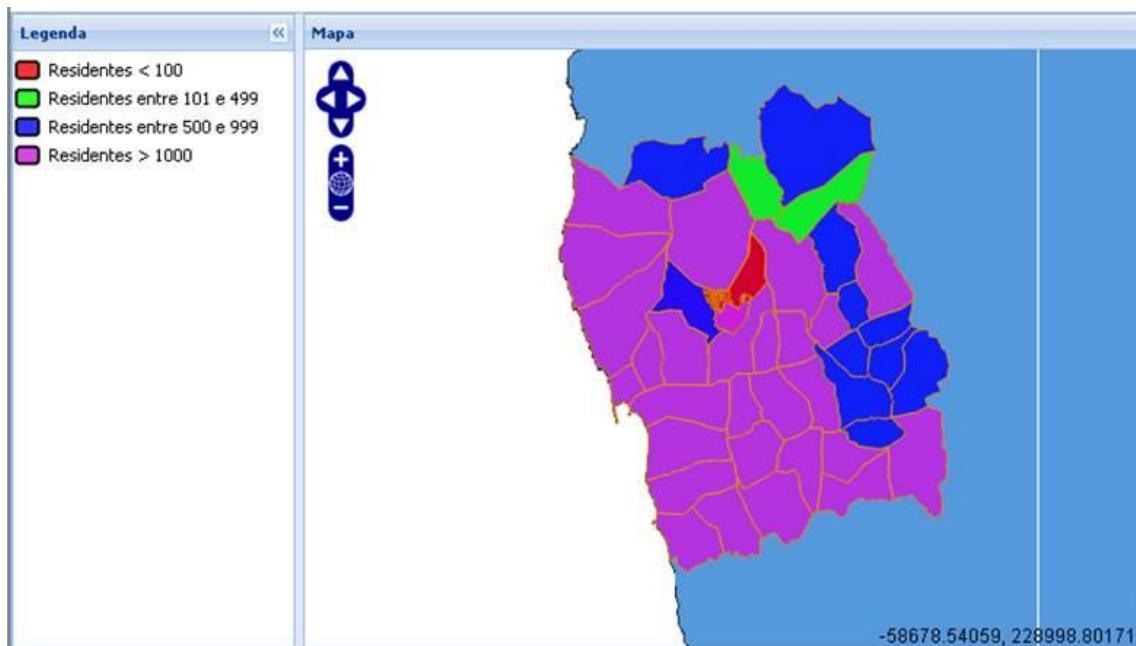 Legenda
Residentes < 100
Residentes entre 101 e 499
Residentes entre 500 e 999
Residentes > 1000
Mapa
-58678.54059, 228998.80171